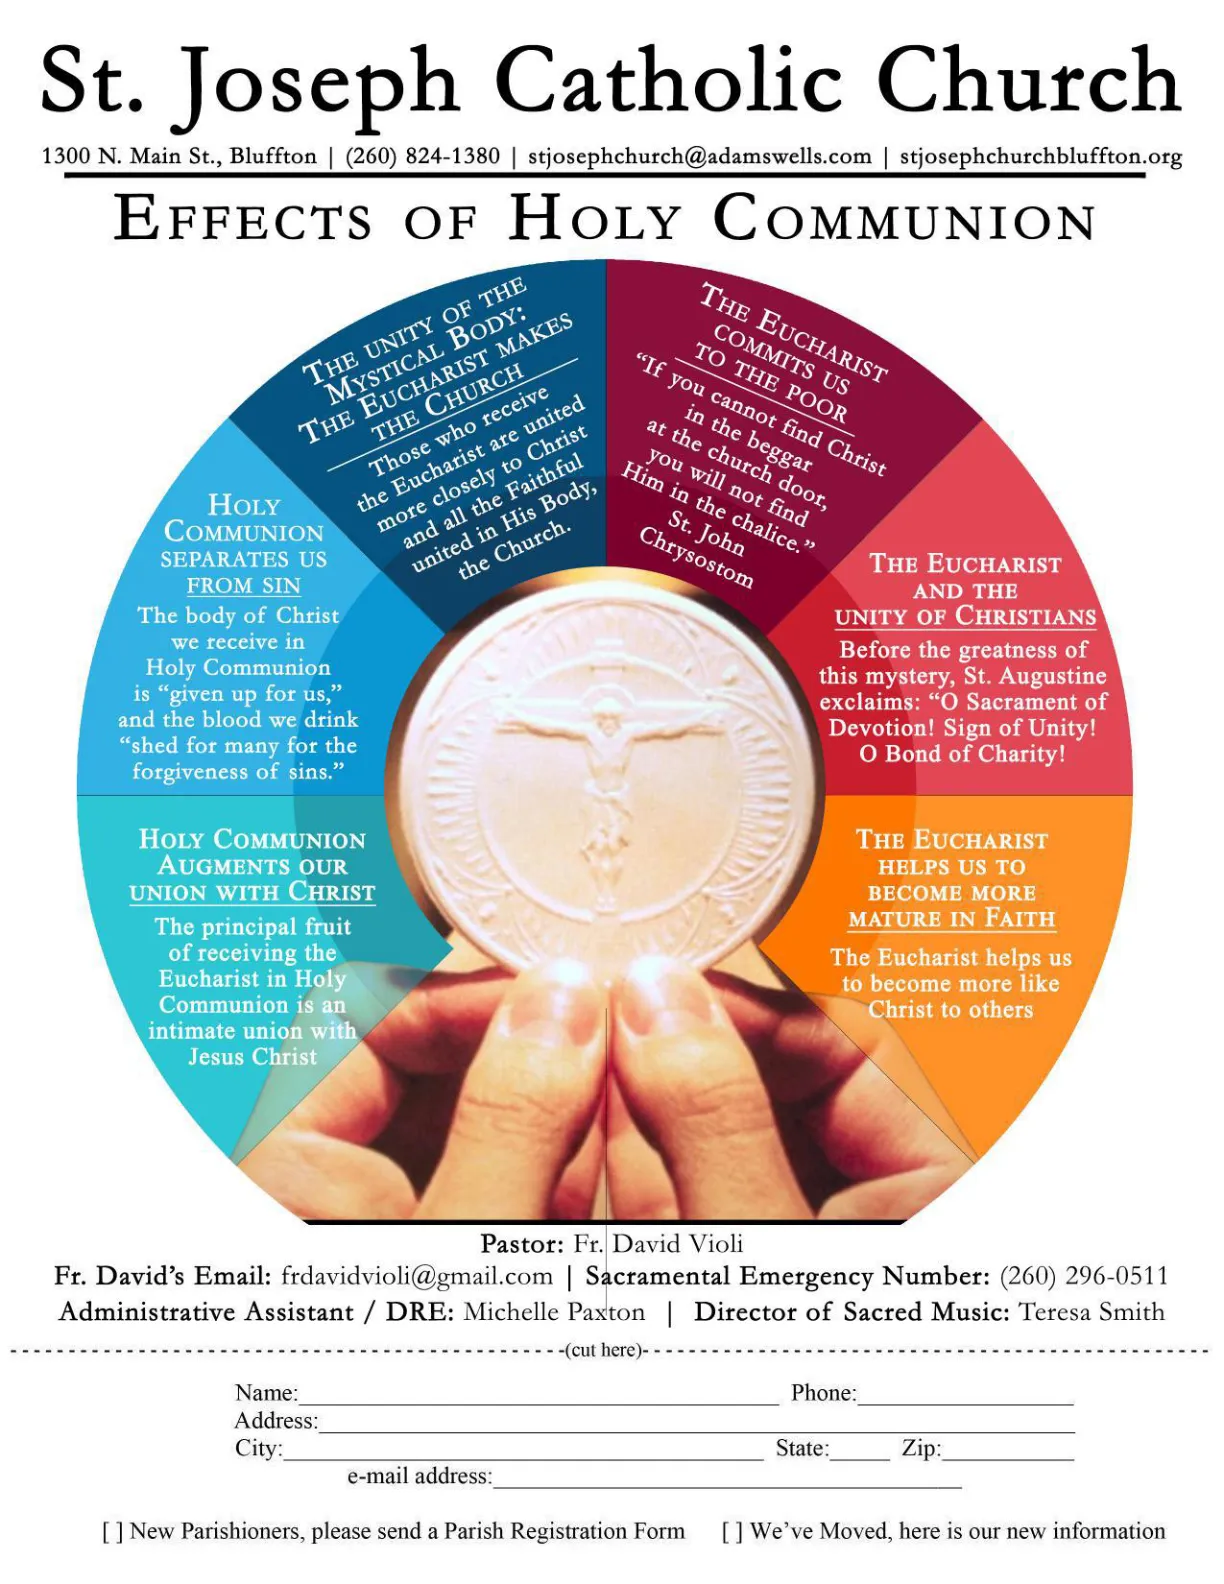 St. Joseph Catholic Church
1300 N. Main St., Bluffton | (260) 824-1380 | stjosephchurch@adamswells.com | stjosephchurchbluffton.org
EFFECTS OF HOLY COMMUNION
THE UNITY OF THE
MYSTICAL BODY:
THE EUCHARIST MAKES
THE CHURCH
Those who receive
the Eucharist are united
more closely to Christ
and all the Faithful
united in His Body,
the Church.
THE EUCHARIST
COMMITS US
TO THE POOR
“If you cannot find Christ
in the beggar
at the church door,
you will not find
Him in the chalice.”
St. John
Chrysostom
HOLY
COMMUNION
SEPARATES US
FROM SIN
The body of Christ
we receive in
Holy Communion
is “given up for us,”
and the blood we drink
“shed for many for the
forgiveness of sins.”
THE EUCHARIST
AND THE
UNITY OF CHRISTIANS
Before the greatness of
this mystery, St. Augustine
exclaims: “O Sacrament of
Devotion! Sign of Unity!
O Bond of Charity!
HOLY COMMUNION
AUGMENTS OUR
UNION WITH CHRIST
The principal fruit
of receiving the
Eucharist in Holy
Communion is an
intimate union with
Jesus Christ
THE EUCHARIST
HELPS US TO
BECOME MORE
MATURE IN FAITH
The Eucharist helps us
to become more like
Christ to others
Pastor: Fr. David Violi
Fr. David’s Email: frdavidvioli@gmail.com | Sacramental Emergency Number: (260) 296-0511
Administrative Assistant / DRE: Michelle Paxton | Director of Sacred Music: Teresa Smith
(cut here)
Name: Phone:
Address:
City: State: Zip:
e-mail address:
[ ] New Parishioners, please send a Parish Registration Form [ ] We’ve Moved, here is our new information